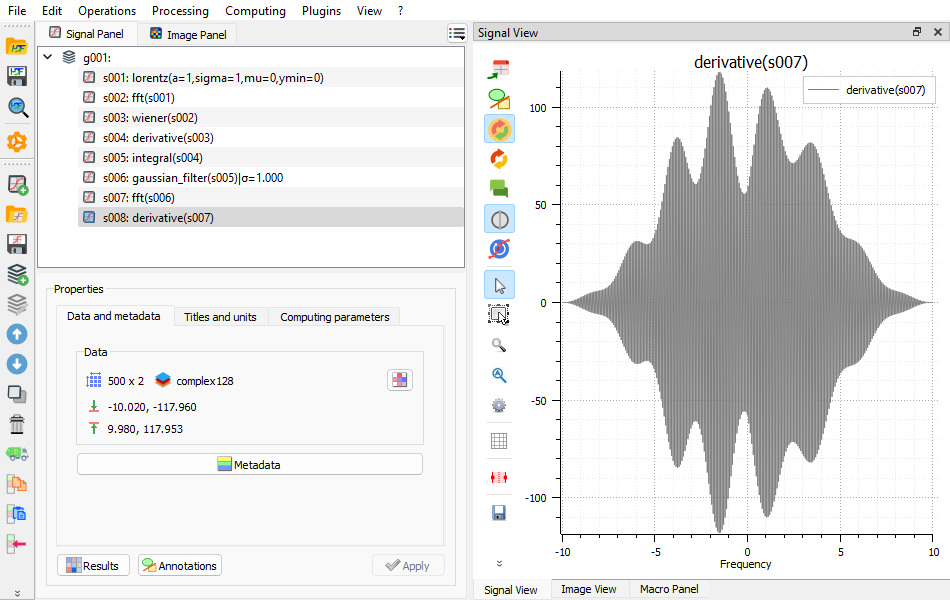 File Edit Operations Processing Computing Plugins View ?
Signal Panel Image Panel
g001:
s001: lorentz(a=1,sigma=1,mu=0,ymin=0)
s002: fft(s001)
s003: wiener(s002)
s004: derivative(s003)
s005: integral(s004)
s006: gaussian_filter(s005)|σ=1.000
s007: fft(s006)
s008: derivative(s007)
Properties
Data and metadata Titles and units Computing parameters
Data
500 x 2 complex128
-10.020, -117.960
9.980, 117.953
Metadata
Results Annotations Apply
Signal View
derivative(s007)
derivative(s007)
100
50
0
-50
-100
-10 -5 0 5 10
Frequency
Signal View Image View Macro Panel